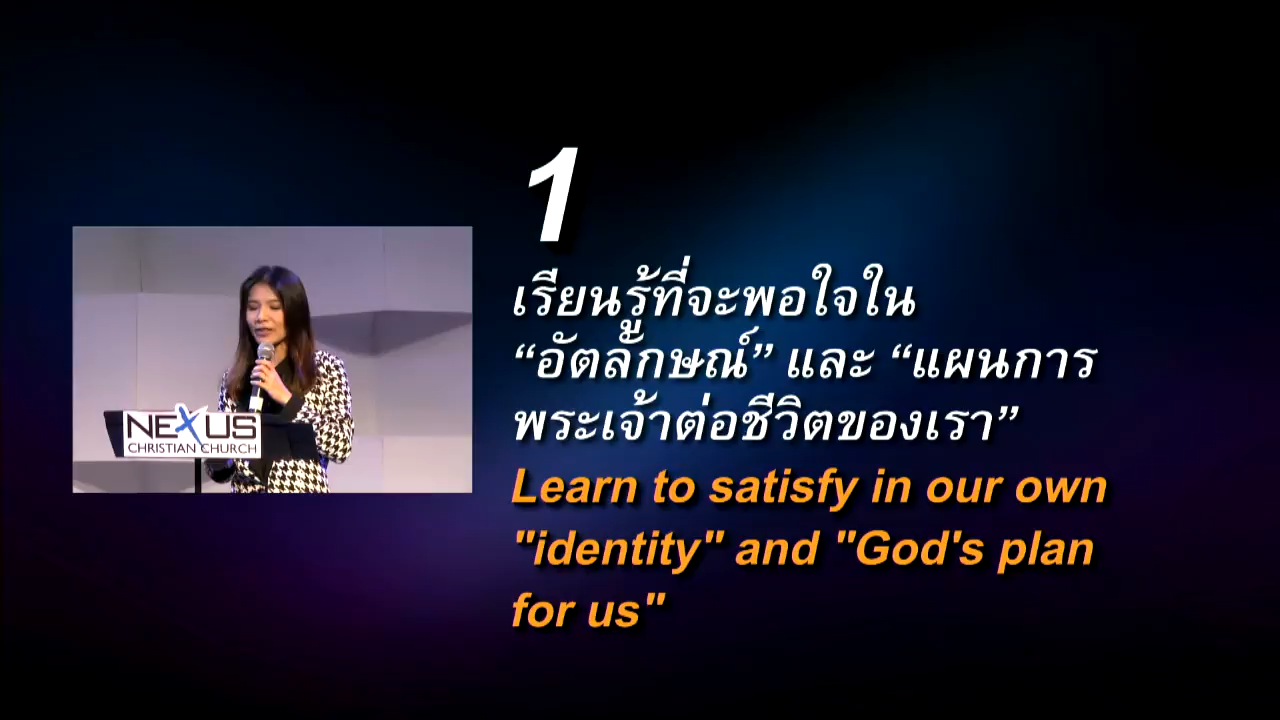 NEXUS
CHRISTIAN CHURCH
1
เรียนรู้ที่จะพอใจใน
“อัตลักษณ์” และ “แผนการ
พระเจ้าต่อชีวิตของเรา”
Learn to satisfy in our own
"identity" and "God's plan
for us"